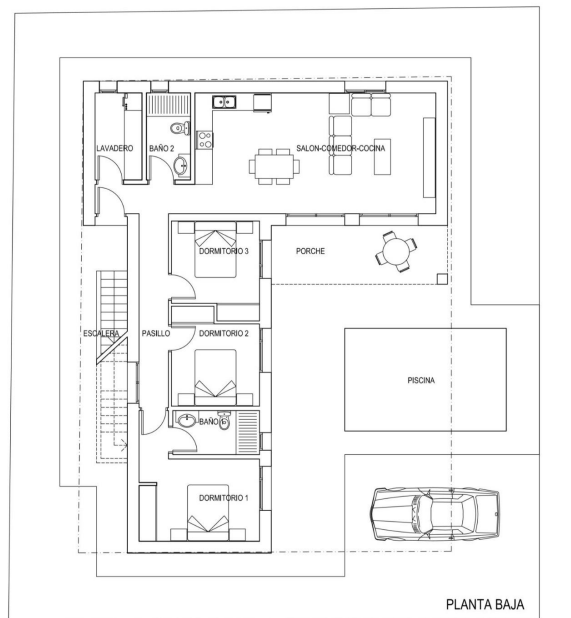 LAVADERO
BAÑO 2
SALON-COMEDOR-COCINA
DORMITORIO 3
PORCHE
ESCALERA
PASILLO
DORMITORIO 2
PISCINA
BAÑO 1
DORMITORIO 1
PLANTA BAJA